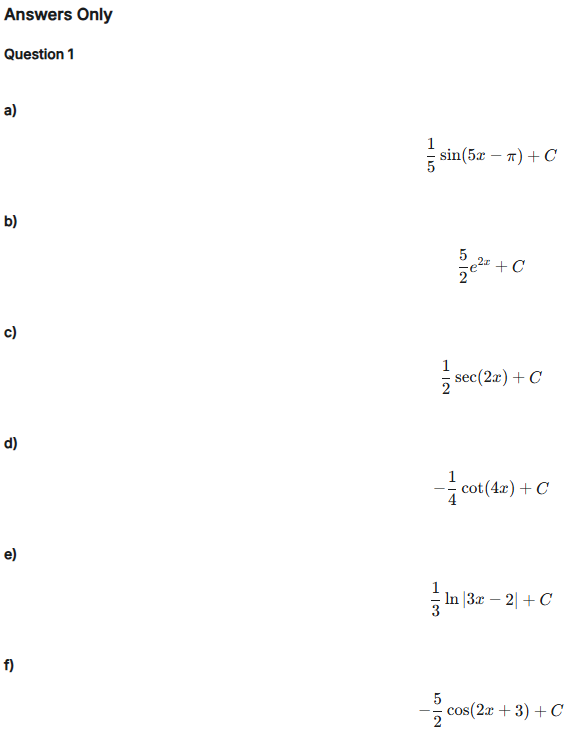 Answers Only
Question 1
a)
$\frac{1}{5}\sin(5x - \pi) + C$
b)
$\frac{5}{2}e^{2x} + C$
c)
$\frac{1}{2}\sec(2x) + C$
d)
$-\frac{1}{4}\cot(4x) + C$
e)
$\frac{1}{3}\ln|3x - 2| + C$
f)
$-\frac{5}{2}\cos(2x + 3) + C$